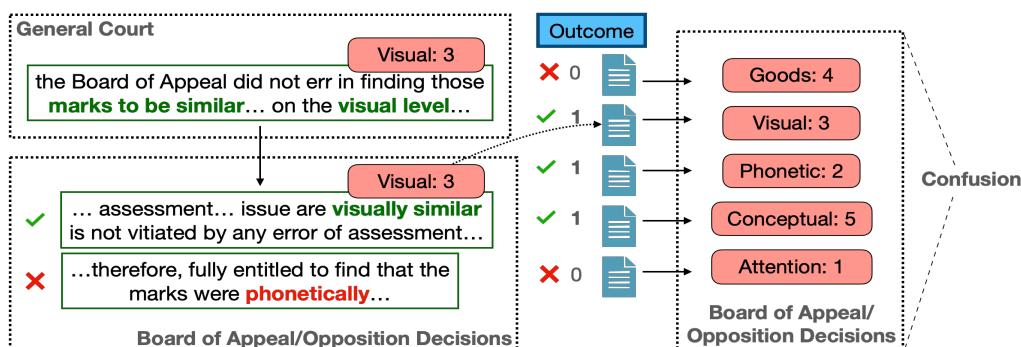 General Court
Visual: 3
the Board of Appeal did not err in finding those
marks to be similar… on the visual level…
Visual: 3
… assessment… issue are visually similar
is not vitiated by any error of assessment…
…therefore, fully entitled to find that the
marks were phonetically…
Board of Appeal/Opposition Decisions
Outcome
0
1
1
1
0
Goods: 4
Visual: 3
Phonetic: 2
Conceptual: 5
Attention: 1
Board of Appeal/
Opposition Decisions
Confusion